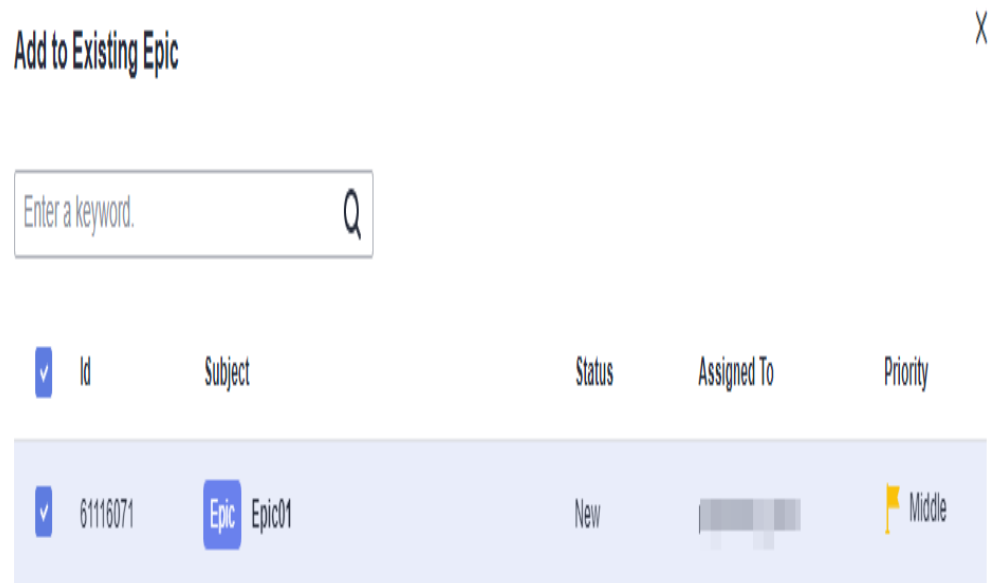 Add to Existing Epic
X
Enter a keyword.
Id Subject Status Assigned To Priority
61116071 Epic Epic01 New Middle